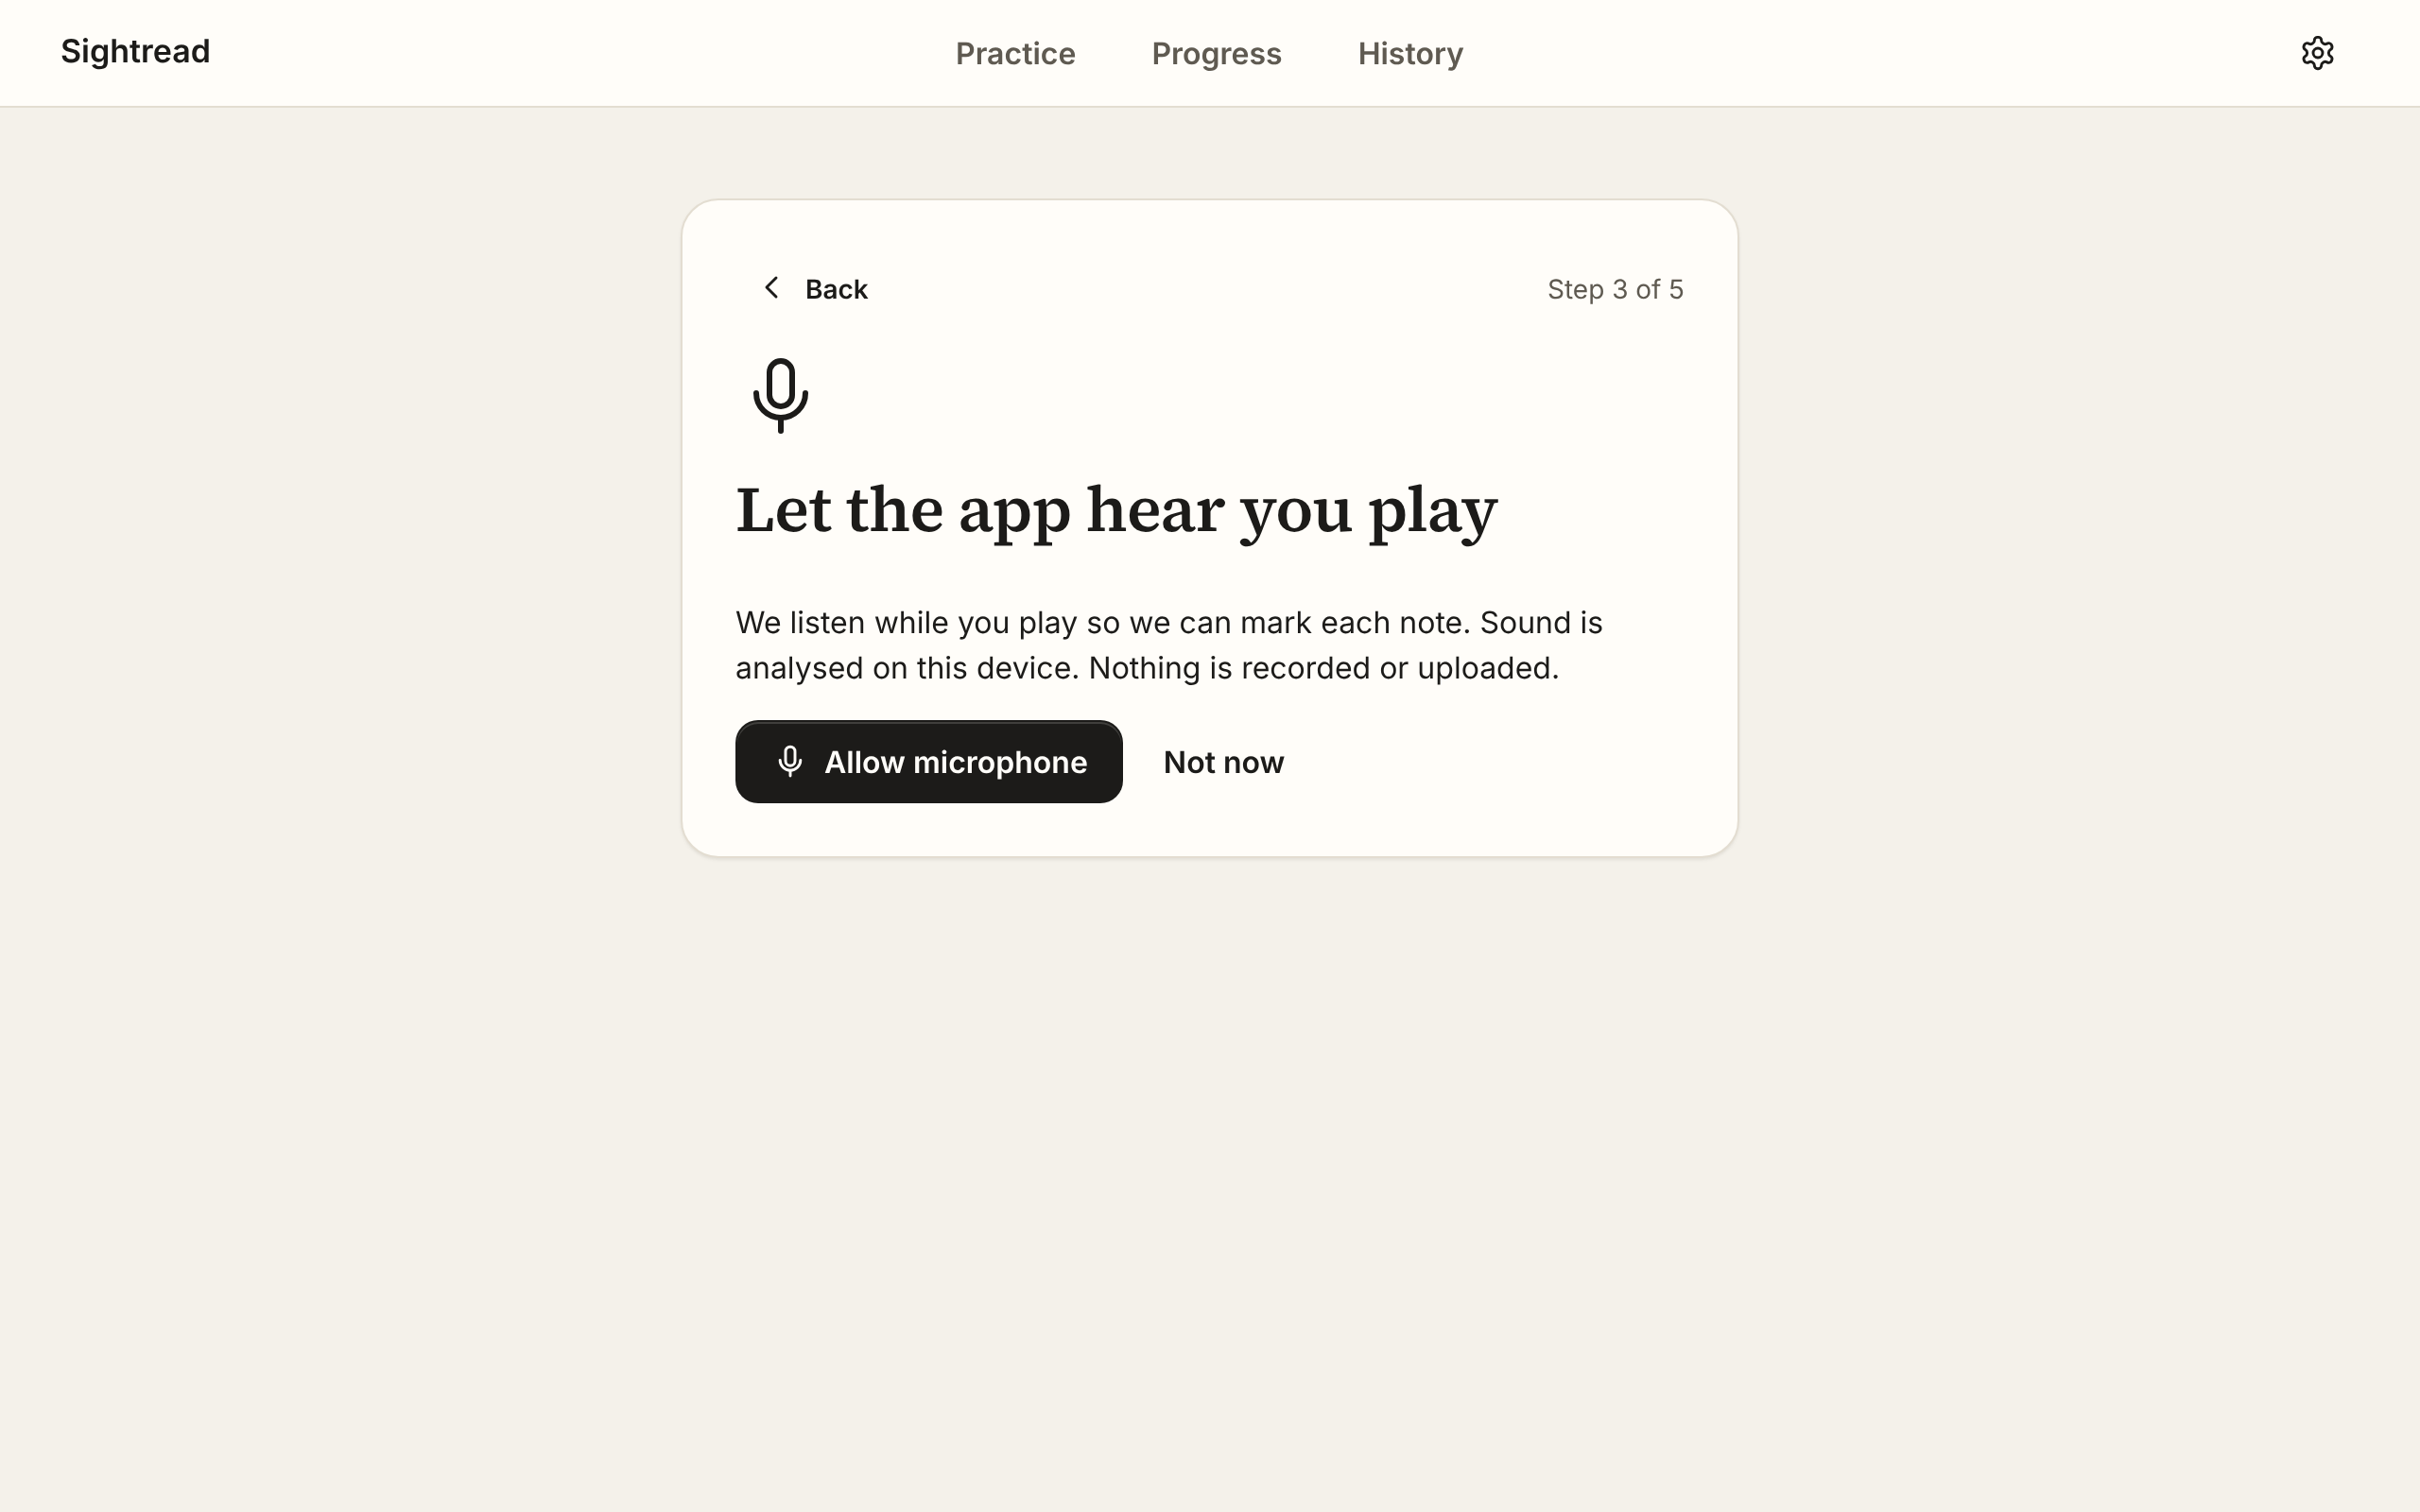 Sightread
Practice
Progress
History
Back
Step 3 of 5
Let the app hear you play
We listen while you play so we can mark each note. Sound is
analysed on this device. Nothing is recorded or uploaded.
Allow microphone
Not now